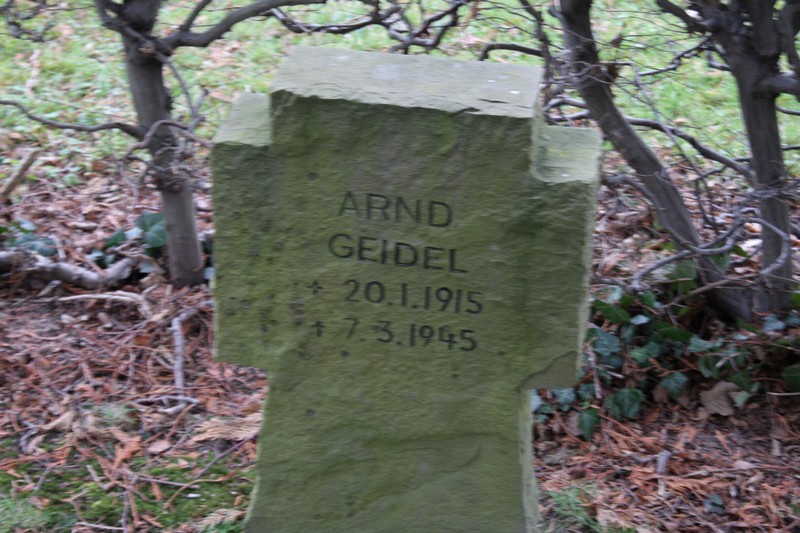 ARND
GEIDEL
+ 20.1.1915
+ 7.3.1945